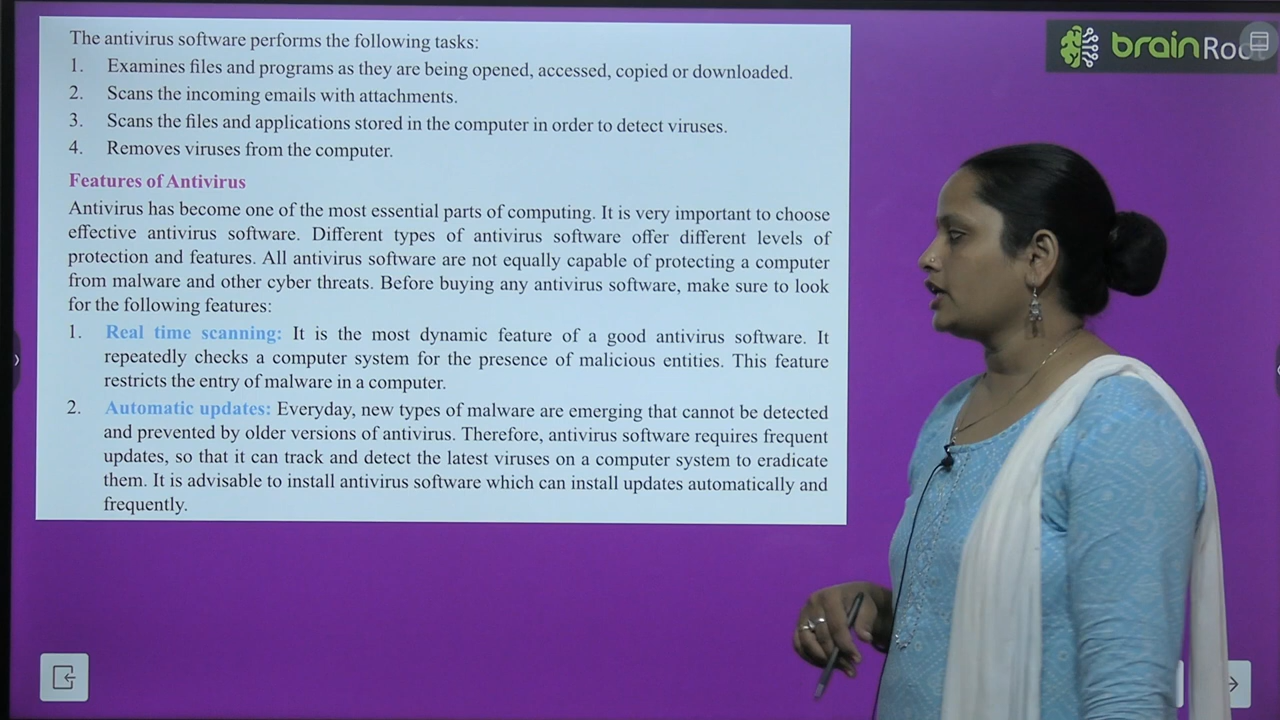 The antivirus software performs the following tasks:
1. Examines files and programs as they are being opened, accessed, copied or downloaded.
2. Scans the incoming emails with attachments.
3. Scans the files and applications stored in the computer in order to detect viruses.
4. Removes viruses from the computer.
Features of Antivirus
Antivirus has become one of the most essential parts of computing. It is very important to choose
effective antivirus software. Different types of antivirus software offer different levels of
protection and features. All antivirus software are not equally capable of protecting a computer
from malware and other cyber threats. Before buying any antivirus software, make sure to look
for the following features:
1. Real time scanning: It is the most dynamic feature of a good antivirus software. It
repeatedly checks a computer system for the presence of malicious entities. This feature
restricts the entry of malware in a computer.
2. Automatic updates: Everyday, new types of malware are emerging that cannot be detected
and prevented by older versions of antivirus. Therefore, antivirus software requires frequent
updates, so that it can track and detect the latest viruses on a computer system to eradicate
them. It is advisable to install antivirus software which can install updates automatically and
frequently.
brain